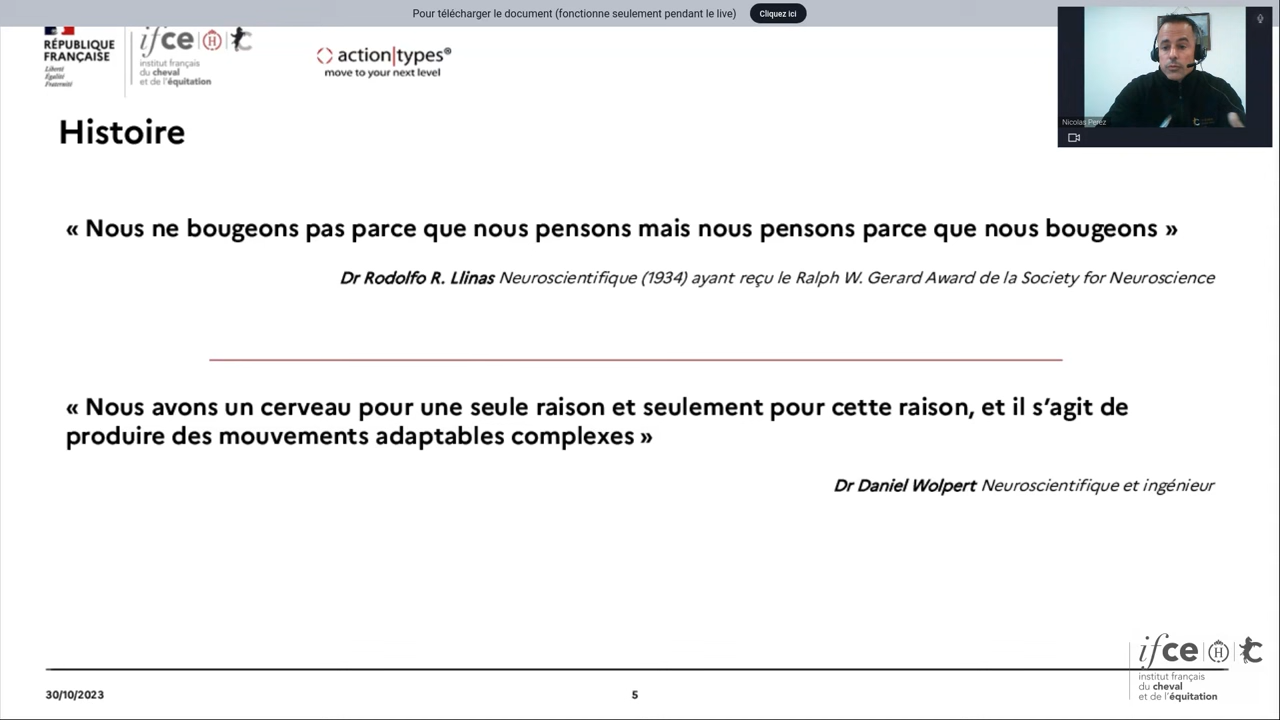 Pour télécharger le document (fonctionne seulement pendant le live) Cliquez ici
RÉPUBLIQUE
FRANÇAISE
Liberté
Égalité
Fraternité
ifce
institut français
du cheval
et de l'équitation
action|types®
move to your next level
Nicolas Perez
Histoire
« Nous ne bougeons pas parce que nous pensons mais nous pensons parce que nous bougeons »
Dr Rodolfo R. Llinas Neuroscientifique (1934) ayant reçu le Ralph W. Gerard Award de la Society for Neuroscience
« Nous avons un cerveau pour une seule raison et seulement pour cette raison, et il s’agit de
produire des mouvements adaptables complexes »
Dr Daniel Wolpert Neuroscientifique et ingénieur
ifce
institut français
du cheval
et de l'équitation
30/10/2023
5